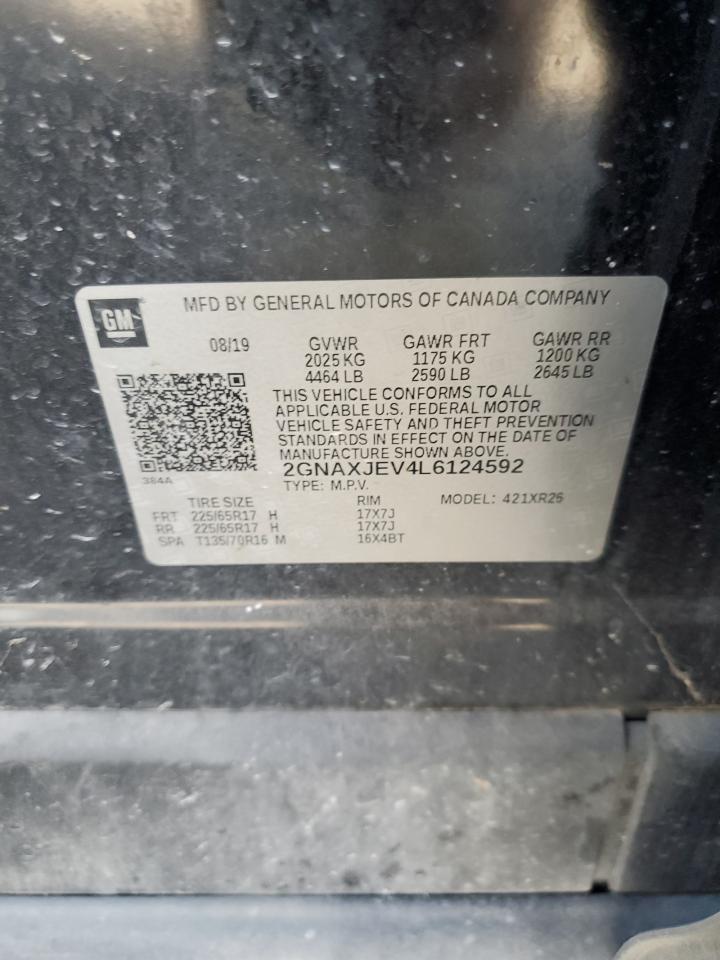 GM
MFD BY GENERAL MOTORS OF CANADA COMPANY
08/19 GVWR GAWR FRT GAWR RR
2025 KG 1175 KG 1200 KG
4464 LB 2590 LB 2645 LB
THIS VEHICLE CONFORMS TO ALL
APPLICABLE U.S. FEDERAL MOTOR
VEHICLE SAFETY AND THEFT PREVENTION
STANDARDS IN EFFECT ON THE DATE OF
MANUFACTURE SHOWN ABOVE.
2GNAXJEV4L6124592
384A TYPE: M.P.V.
TIRE SIZE RIM MODEL: 421XR26
FRT 225/65R17 H 17X7J
RR 225/65R17 H 17X7J
SPA T135/70R16 M 16X4BT